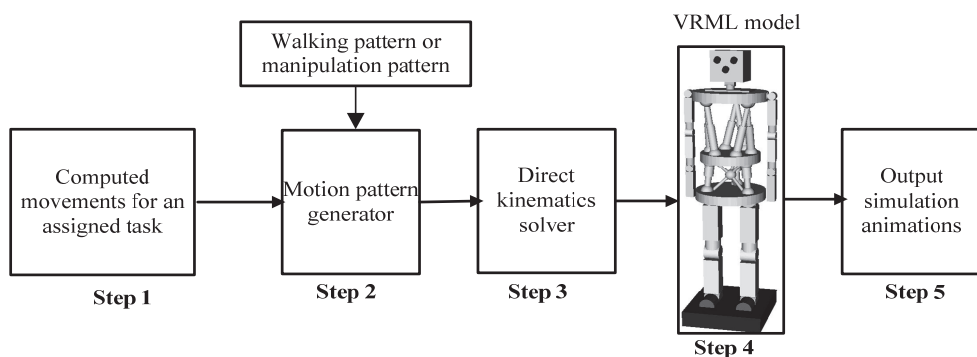 VRML model
Walking pattern or
manipulation pattern
Computed
movements for an
assigned task
Motion pattern
generator
Direct
kinematics
solver
Output
simulation
animations
Step 1
Step 2
Step 3
Step 4
Step 5